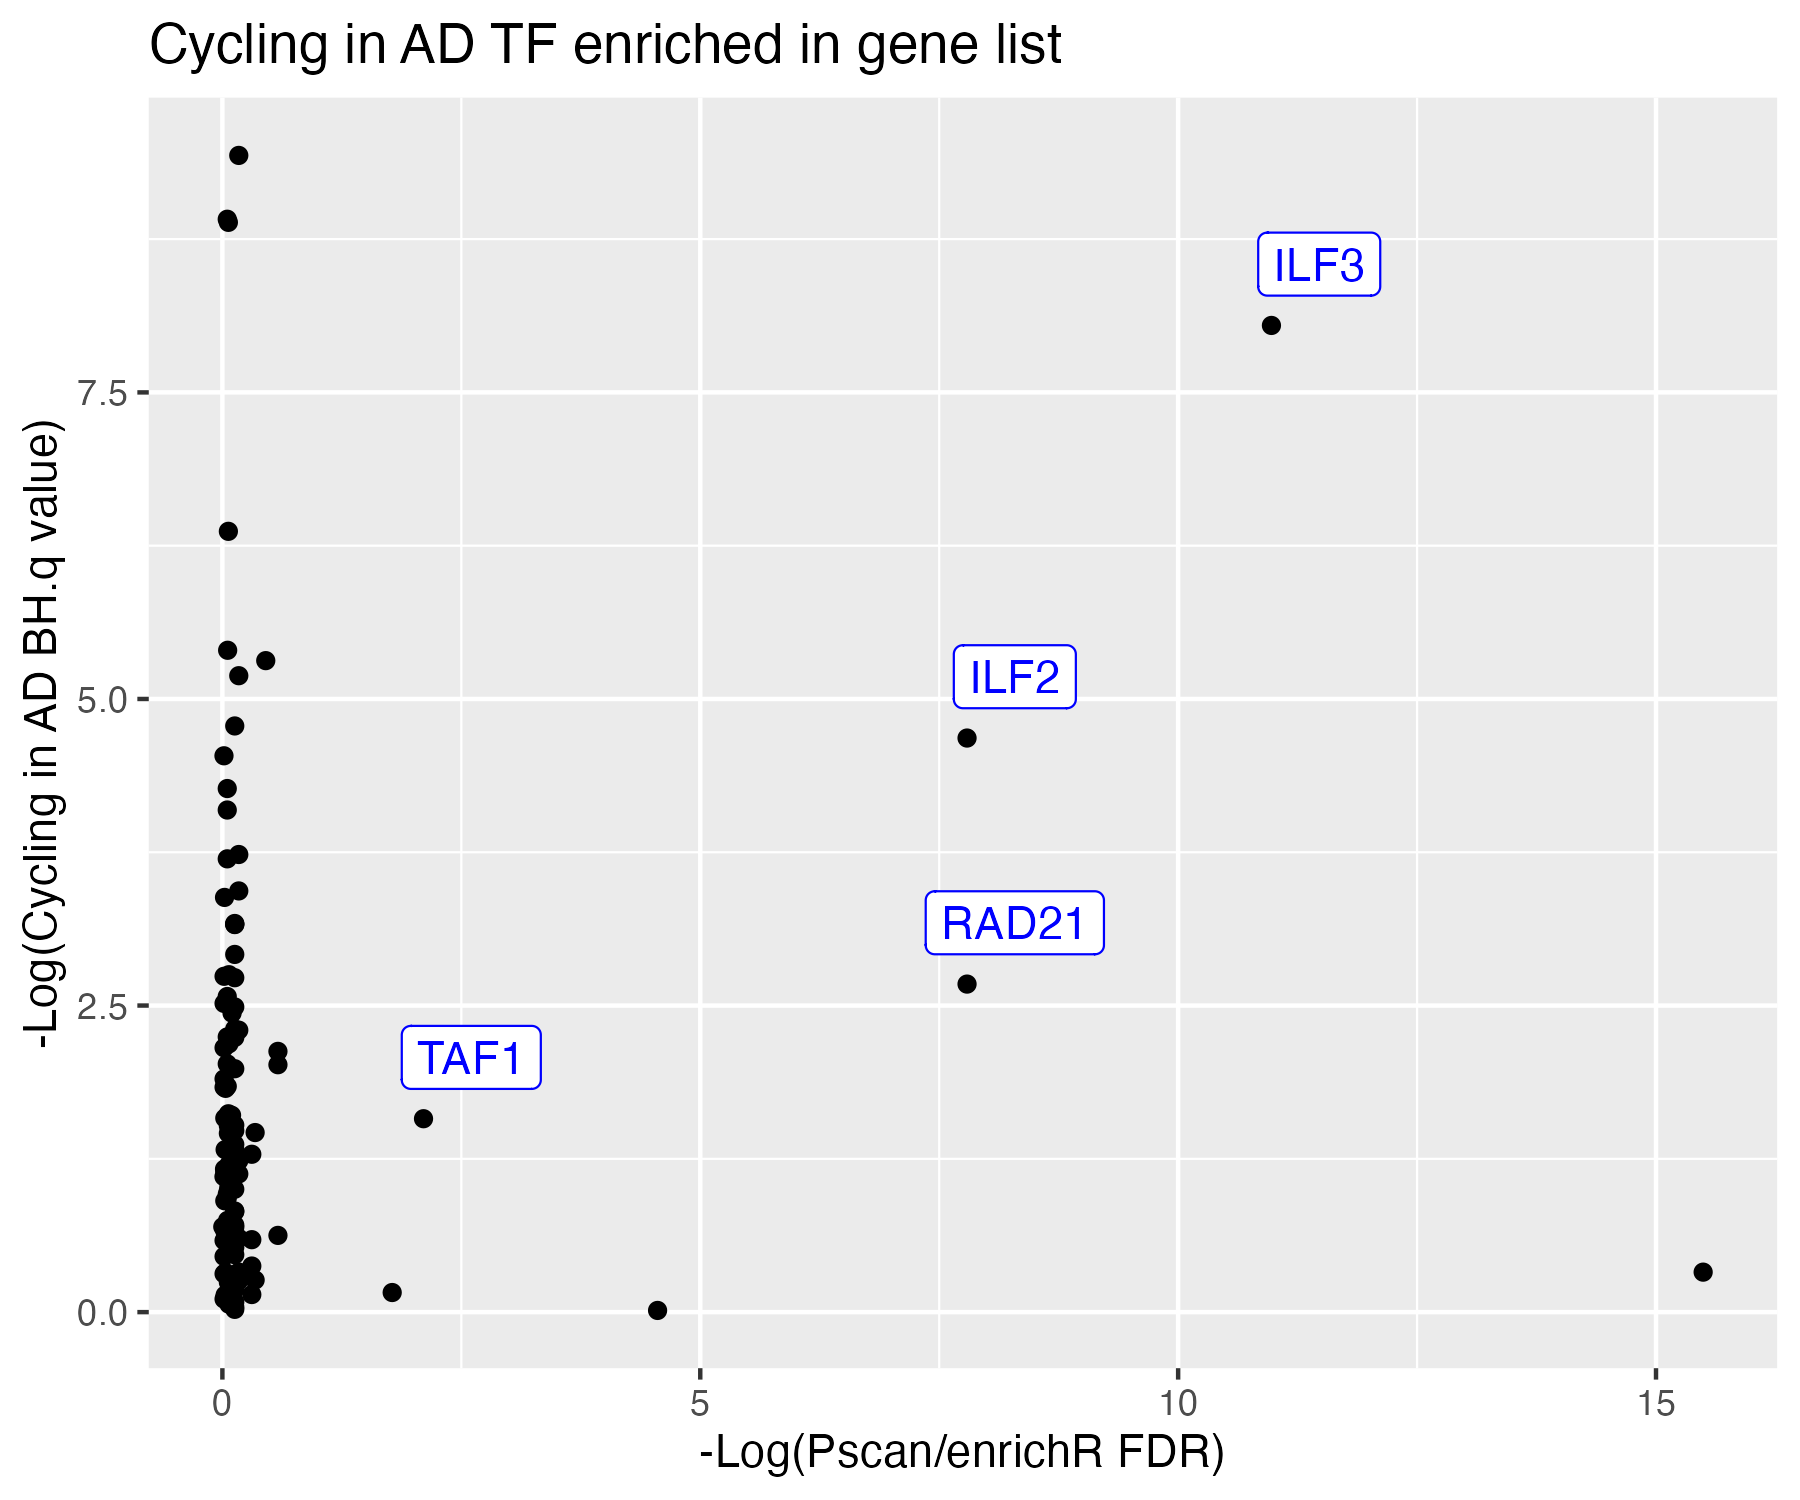 Cycling in AD TF enriched in gene list
-Log(Cycling in AD BH.q value)
7.5
5.0
2.5
0.0
ILF3
ILF2
RAD21
TAF1
0
5
10
15
-Log(Pscan/enrichR FDR)